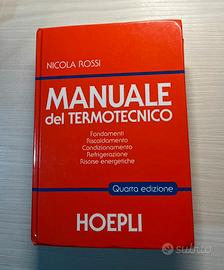 NICOLA ROSSI
MANUALE
del TERMOTECNICO
Fondamenti
Riscaldamento
Condizionamento
Refrigerazione
Risorse energetiche
Quarta edizione
HOEPLI
subito